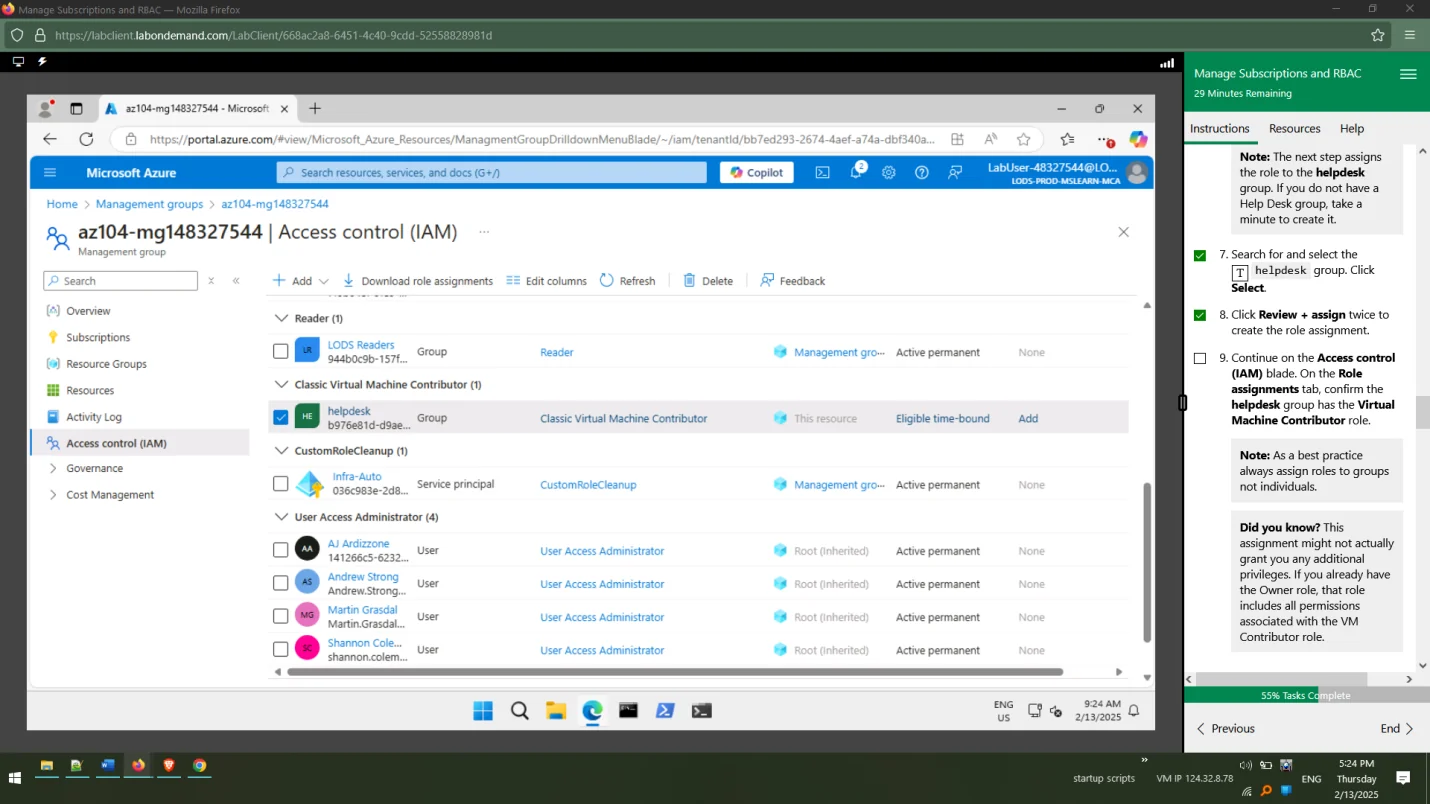 Manage Subscriptions and RBAC — Mozilla Firefox
https://labclient.labondemand.com/LabClient/668ac2a8-6451-4c40-9cdd-52558828981d
az104-mg148327544 - Microsoft
https://portal.azure.com/#view/Microsoft_Azure_Resources/ManagmentGroupDrilldownMenuBlade/~/iam/tenantId/bb7ed293-2674-4aef-a74a-dbf340a...
Microsoft Azure
Search resources, services, and docs (G+/)
Copilot
2
LabUser-48327544@LO...
LODS-PROD-MSLEARN-MCA
Home > Management groups > az104-mg148327544
az104-mg148327544 | Access control (IAM) ...
Management group
Search
Add
Download role assignments
Edit columns
Refresh
Delete
Feedback
Overview
Subscriptions
Resource Groups
Resources
Activity Log
Access control (IAM)
Governance
Cost Management
Reader (1)
LR LODS Readers Group Reader Management gro... Active permanent None
944b0c9b-157f...
Classic Virtual Machine Contributor (1)
HE helpdesk Group Classic Virtual Machine Contributor This resource Eligible time-bound Add
b976e81d-d9ae...
CustomRoleCleanup (1)
Infra-Auto Service principal CustomRoleCleanup Management gro... Active permanent None
036c983e-2d8...
User Access Administrator (4)
AA AJ Ardizzone User User Access Administrator Root (Inherited) Active permanent None
141266c5-6232...
AS Andrew Strong User User Access Administrator Root (Inherited) Active permanent None
Andrew.Strong...
MG Martin Grasdal User User Access Administrator Root (Inherited) Active permanent None
Martin.Grasdal...
SC Shannon Cole... User User Access Administrator Root (Inherited) Active permanent None
shannon.colem...
ENG
US
9:24 AM
2/13/2025
Manage Subscriptions and RBAC
29 Minutes Remaining
Instructions Resources Help
Note: The next step assigns
the role to the helpdesk
group. If you do not have a
Help Desk group, take a
minute to create it.
7. Search for and select the
T helpdesk group. Click
Select.
8. Click Review + assign twice to
create the role assignment.
9. Continue on the Access control
(IAM) blade. On the Role
assignments tab, confirm the
helpdesk group has the Virtual
Machine Contributor role.
Note: As a best practice
always assign roles to groups
not individuals.
Did you know? This
assignment might not actually
grant you any additional
privileges. If you already have
the Owner role, that role
includes all permissions
associated with the VM
Contributor role.
55% Tasks Complete
Previous
End
startup scripts
VM IP 124.32.8.78
ENG
5:24 PM
Thursday
2/13/2025